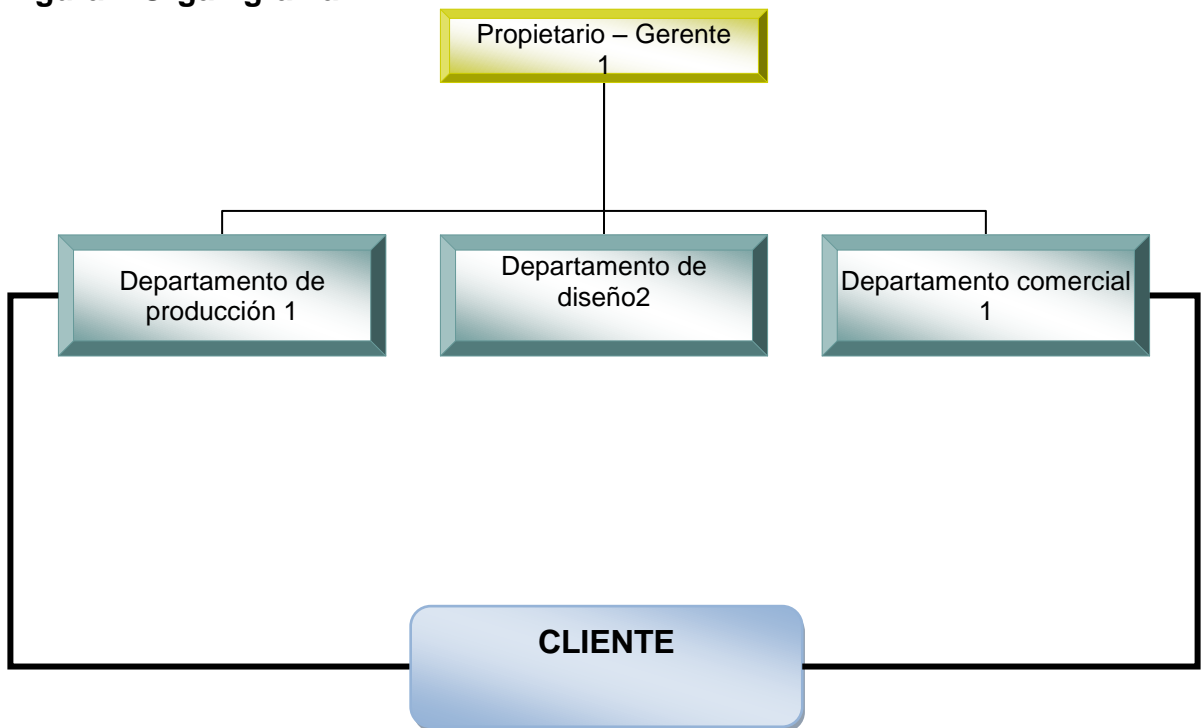 Propietario – Gerente
1
Departamento de
producción 1
Departamento de
diseño2
Departamento comercial
1
CLIENTE